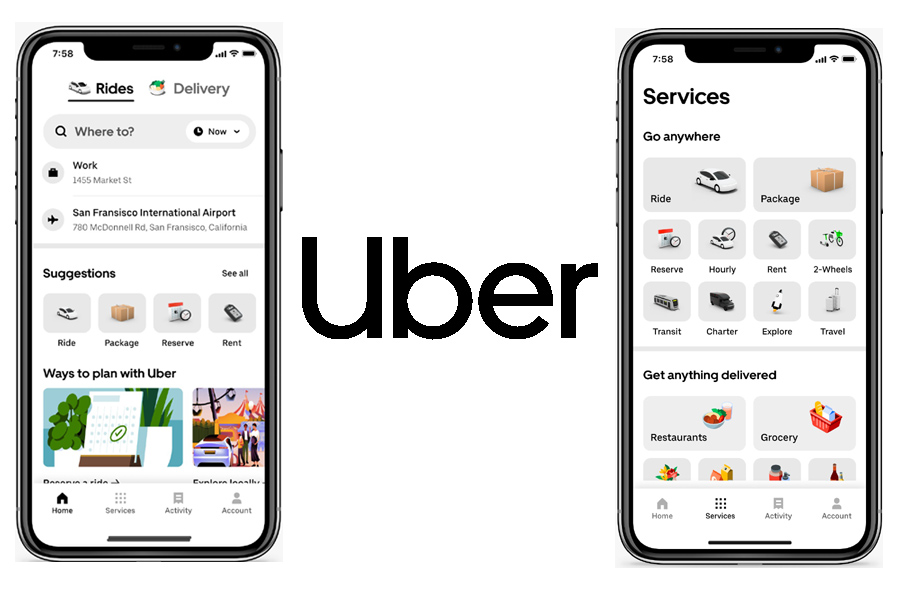 7:58
Rides Delivery
Where to? Now
Work
1455 Market St
San Fransisco International Airport
780 McDonnell Rd, San Fransisco, California
Suggestions See all
Ride Package Reserve Rent
Ways to plan with Uber
Reserve a ride → Explore locally →
Home Services Activity Account
Uber
7:58
Services
Go anywhere
Ride Package
Reserve Hourly Rent 2-Wheels
Transit Charter Explore Travel
Get anything delivered
Restaurants Grocery
Home Services Activity Account